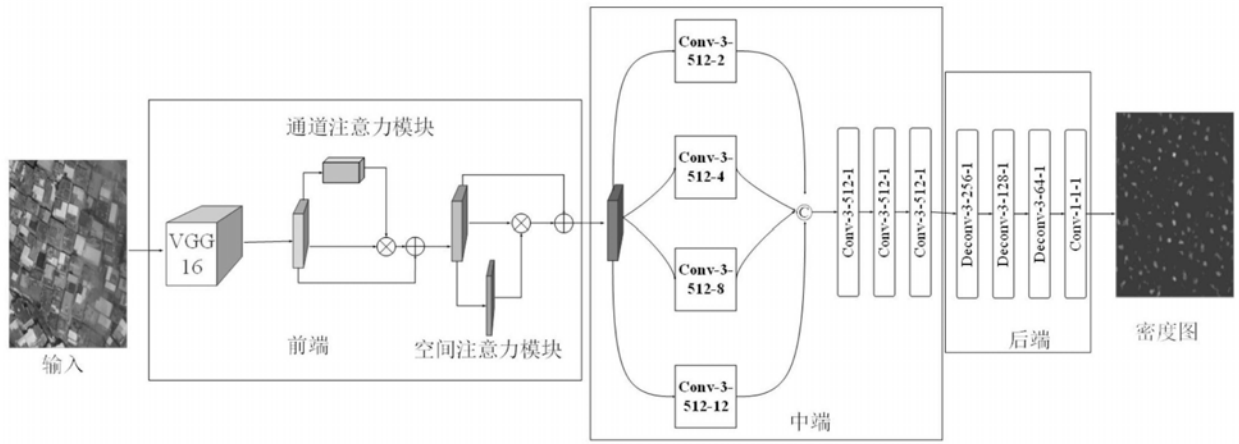 输入
VGG
16
通道注意力模块
前端
空间注意力模块
Conv-3-
512-2
Conv-3-
512-4
Conv-3-
512-8
Conv-3-
512-12
C
Conv-3-512-1
Conv-3-512-1
Conv-3-512-1
中端
Deconv-3-256-1
Deconv-3-128-1
Deconv-3-64-1
Conv-1-1-1
后端
密度图